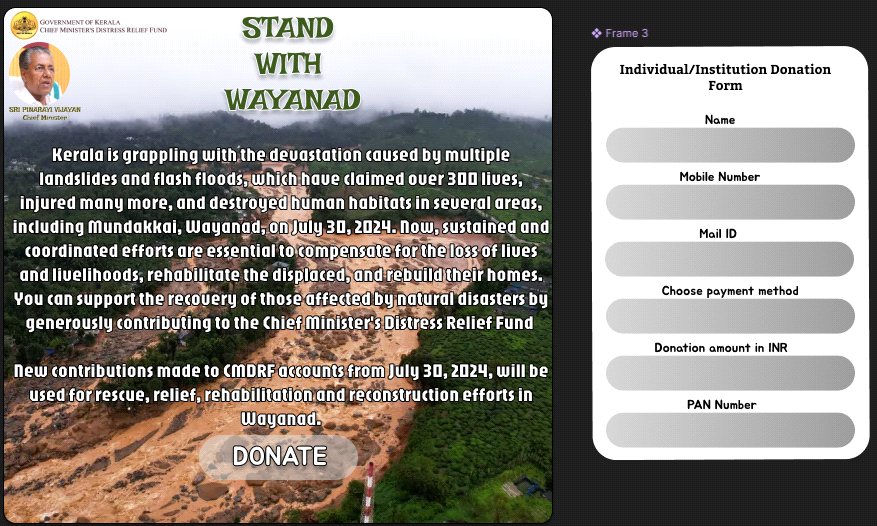 GOVERNMENT OF KERALA
CHIEF MINISTER'S DISTRESS RELIEF FUND
SRI PINARAYI VIJAYAN
Chief Minister
STAND
WITH
WAYANAD
Kerala is grappling with the devastation caused by multiple
landslides and flash floods, which have claimed over 300 lives,
injured many more, and destroyed human habitats in several areas,
including Mundakkai, Wayanad, on July 30, 2024. Now, sustained and
coordinated efforts are essential to compensate for the loss of lives
and livelihoods, rehabilitate the displaced, and rebuild their homes.
You can support the recovery of those affected by natural disasters by
generously contributing to the Chief Minister's Distress Relief Fund
New contributions made to CMDRF accounts from July 30, 2024, will be
used for rescue, relief, rehabilitation and reconstruction efforts in
Wayanad.
DONATE
Frame 3
Individual/Institution Donation
Form
Name
Mobile Number
Mail ID
Choose payment method
Donation amount in INR
PAN Number